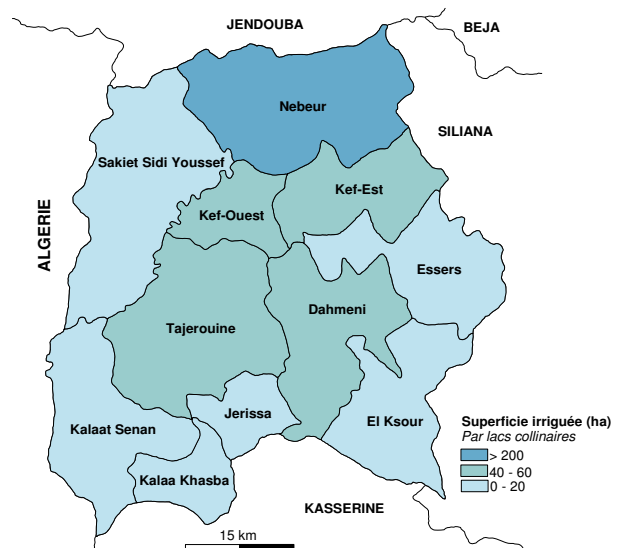 JENDOUBA
BEJA
Nebeur
SILIANA
Sakiet Sidi Youssef
Kef-Est
Kef-Ouest
ALGERIE
Essers
Dahmeni
Tajerouine
Jerissa
El Ksour
Kalaat Senan
Superficie irriguée (ha)
Par lacs collinaires
> 200
40 - 60
0 - 20
Kalaa Khasba
KASSERINE
15 km